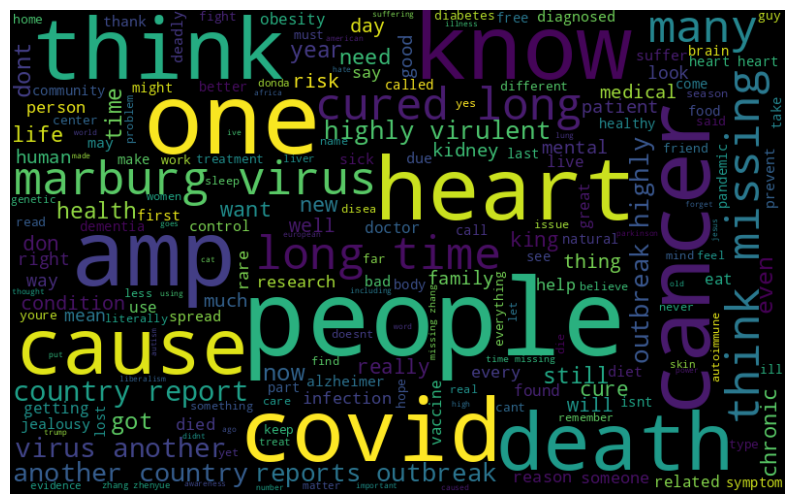 home
thank
fight
suffering
obesity
diabetes
free
diagnosed
many
guy
think
know
illness
must
american
day
deadly
hate
year
need
good
say
dont
community
might
better
donda
called
yes
different
brain
heart heart
look
come
season
suffer
person
center
time
problem
africa
one
risk
cured long
medical
patient
said
take
life
may
world
ive
highly virulent
food
healthy
friend
human
made
make
work
treatment
liver
name
sick
due
kidney
last
mental
live
lung
prevent
pandemic
marburg virus
heart
genetic
sleep
women
disea
cancer
think missing
outbreak highly
health
first
want
new
doctor
great
forget
read
dementia
goes
european
control
well
call
issue
natural
jesus
parkinson
don
right
amp
long time
king
see
mind
feel
way
cat
far
rare
thing
even
thought
less
using
research
bad
body
family
help
believe
eat
condition
much
including
never
old
use
youre
mean
literally
spread
people
everything
let
die
cause
doesnt
missing zhang
word
time missing
skin
autoimmune
power
put
autism
find
now
really
every
diet
ill
country report
liberalism
part
alzheimer
still
cure
found
will
isnt
chronic
getting
jealousy
lost
something
care
hope
real
got
infection
vaccine
high
cant
remember
covid
death
type
trump
didnt
ago
keep
treat
virus another
died
yet
reason someone
another country
reports outbreak
related
symptom
evidence
zhang zhenyue
awareness
number
matter
important
caused